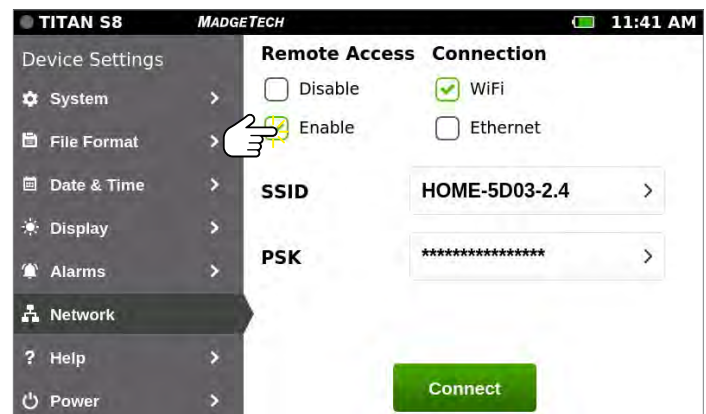 TITAN S8 MADGETECH 11:41 AM
Device Settings
System
File Format
Date & Time
Display
Alarms
Network
? Help
Power
Remote Access Connection
Disable WiFi
Enable Ethernet
SSID HOME-5D03-2.4
PSK ****************
Connect